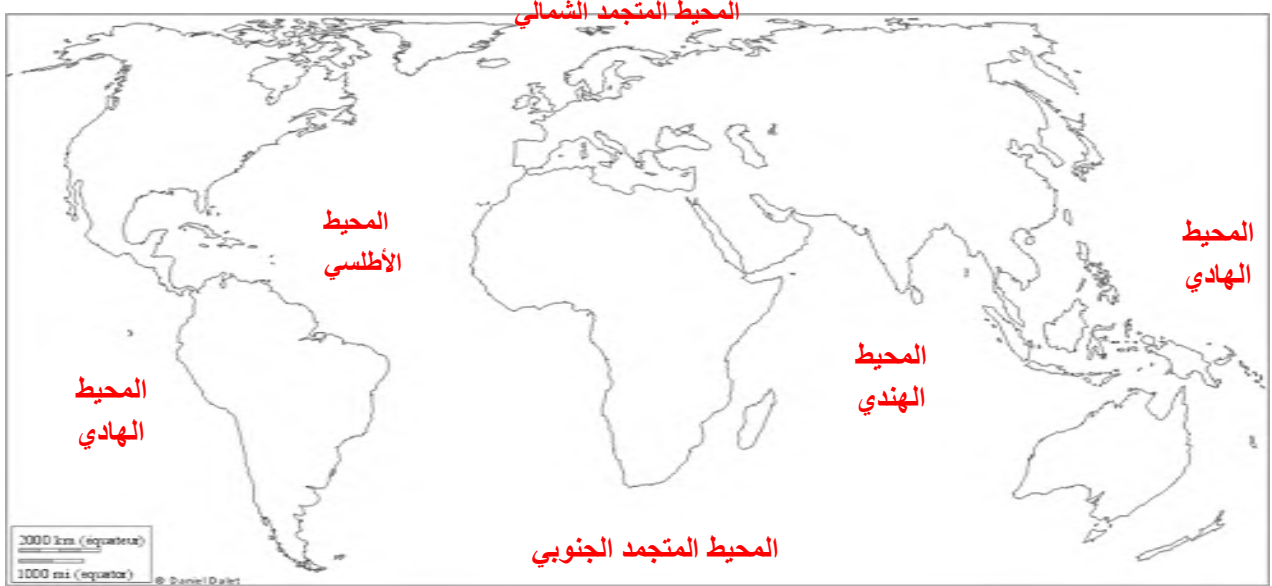 المحيط المتجمد الشمالي
المحيط
الأطلسي
المحيط
الهادي
المحيط
الهندي
المحيط
الهادي
المحيط المتجمد الجنوبي
2000 km (équateur)
1000 mi (equator)
© Daniel Dalet